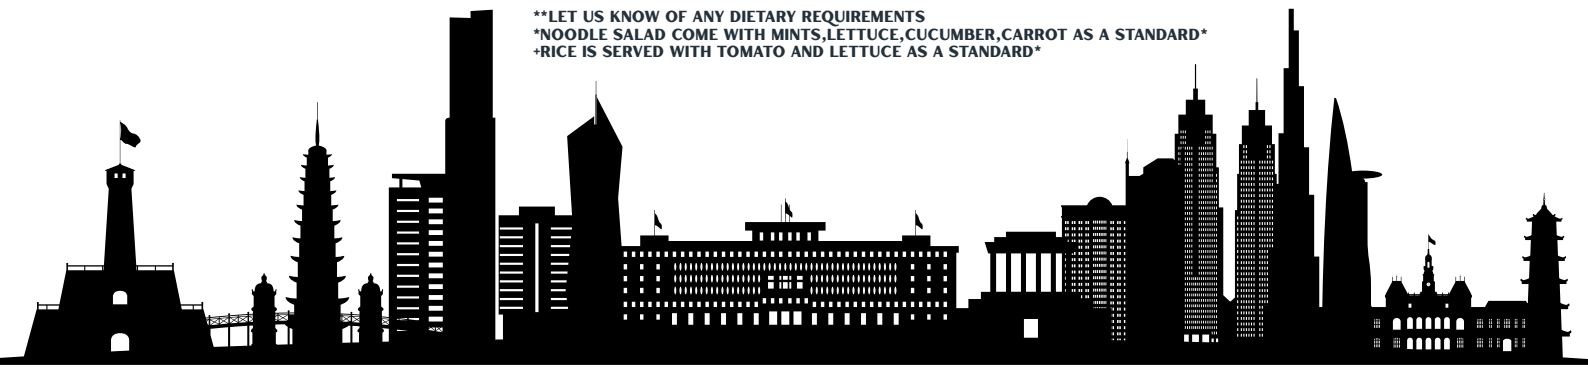 **LET US KNOW OF ANY DIETARY REQUIREMENTS
*NOODLE SALAD COME WITH MINTS,LETTUCE,CUCUMBER,CARROT AS A STANDARD*
+RICE IS SERVED WITH TOMATO AND LETTUCE AS A STANDARD*